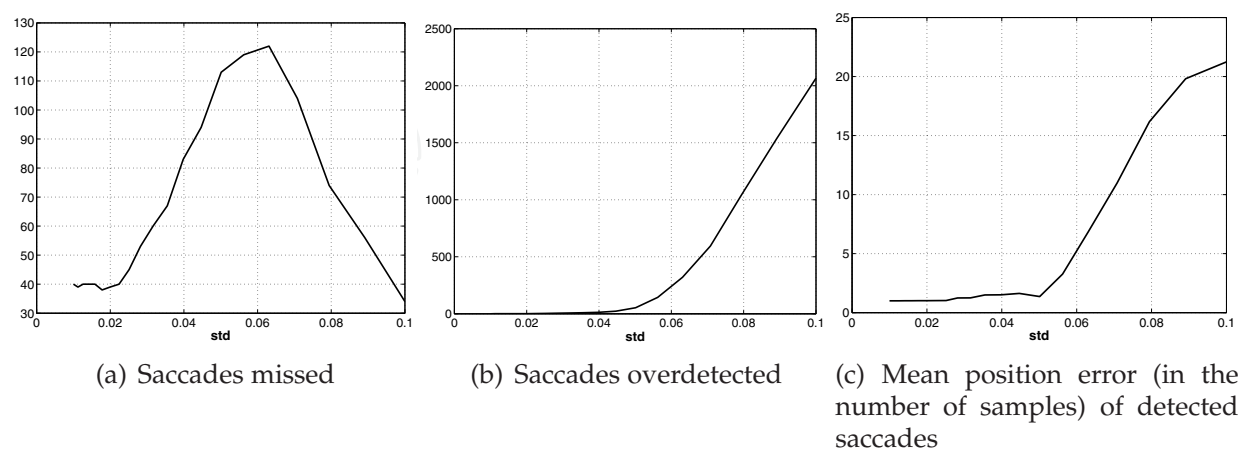 130
120
110
100
90
80
70
60
50
40
30
0 0.02 0.04 0.06 0.08 0.1
std
(a) Saccades missed
2500
2000
1500
1000
500
0
0 0.02 0.04 0.06 0.08 0.1
std
(b) Saccades overdetected
25
20
15
10
5
0
0 0.02 0.04 0.06 0.08 0.1
std
(c) Mean position error (in the
number of samples) of detected
saccades